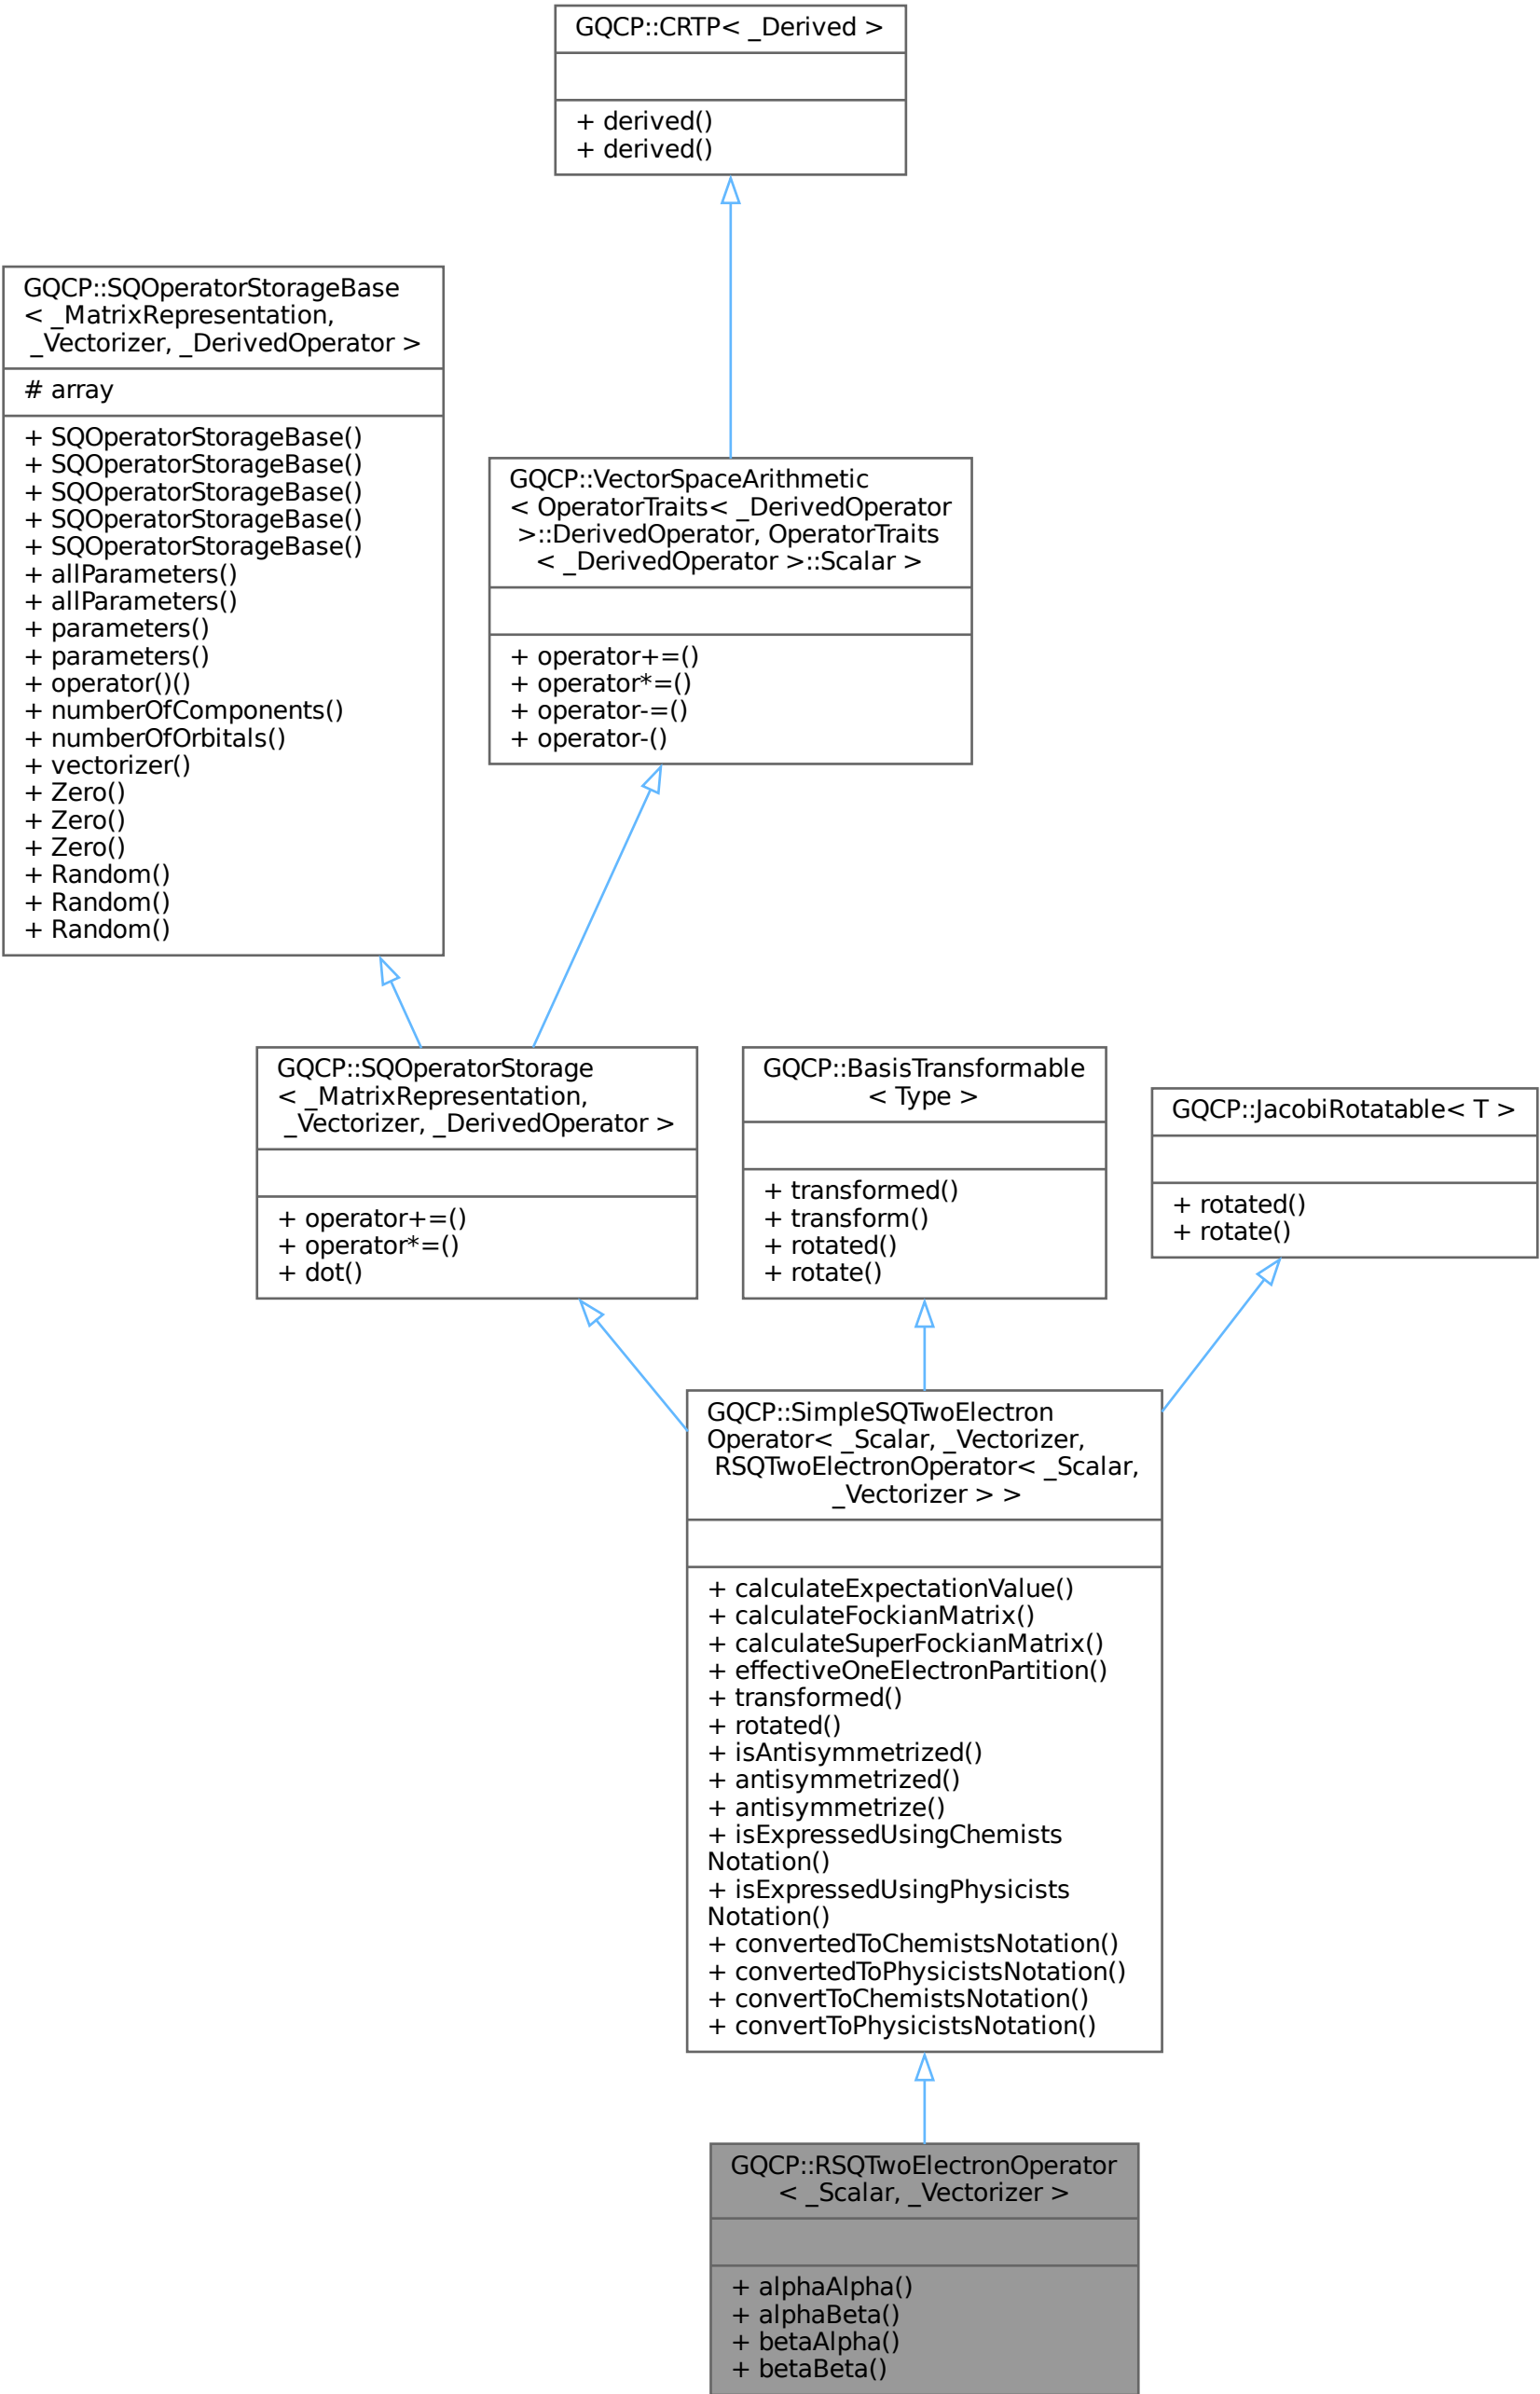 GQCP::CRTP< _Derived >
+ derived()
+ derived()
GQCP::SQOperatorStorageBase
< _MatrixRepresentation,
_Vectorizer, _DerivedOperator >
# array
+ SQOperatorStorageBase()
+ SQOperatorStorageBase()
+ SQOperatorStorageBase()
+ SQOperatorStorageBase()
+ SQOperatorStorageBase()
+ allParameters()
+ allParameters()
+ parameters()
+ parameters()
+ operator()()
+ numberOfComponents()
+ numberOfOrbitals()
+ vectorizer()
+ Zero()
+ Zero()
+ Zero()
+ Random()
+ Random()
+ Random()
GQCP::VectorSpaceArithmetic
< OperatorTraits< _DerivedOperator
>::DerivedOperator, OperatorTraits
< _DerivedOperator >::Scalar >
+ operator+=()
+ operator*=()
+ operator-=()
+ operator-()
GQCP::SQOperatorStorage
< _MatrixRepresentation,
_Vectorizer, _DerivedOperator >
+ operator+=()
+ operator*=()
+ dot()
GQCP::BasisTransformable
< Type >
+ transformed()
+ transform()
+ rotated()
+ rotate()
GQCP::JacobiRotatable< T >
+ rotated()
+ rotate()
GQCP::SimpleSQTwoElectron
Operator< _Scalar, _Vectorizer,
RSQTwoElectronOperator< _Scalar,
_Vectorizer > >
+ calculateExpectationValue()
+ calculateFockianMatrix()
+ calculateSuperFockianMatrix()
+ effectiveOneElectronPartition()
+ transformed()
+ rotated()
+ isAntisymmetrized()
+ antisymmetrized()
+ antisymmetrize()
+ isExpressedUsingChemists
Notation()
+ isExpressedUsingPhysicists
Notation()
+ convertedToChemistsNotation()
+ convertedToPhysicistsNotation()
+ convertToChemistsNotation()
+ convertToPhysicistsNotation()
GQCP::RSQTwoElectronOperator
< _Scalar, _Vectorizer >
+ alphaAlpha()
+ alphaBeta()
+ betaAlpha()
+ betaBeta()